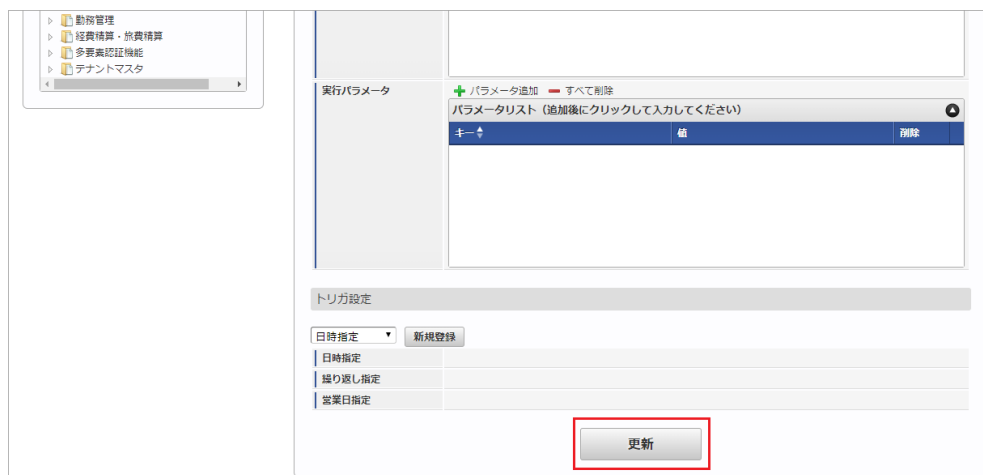 勤務管理
経費精算・旅費精算
多要素認証機能
テナントマスタ
実行パラメータ
パラメータ追加 すべて削除
パラメータリスト（追加後にクリックして入力してください）
キー 値 削除
トリガ設定
日時指定 新規登録
日時指定
繰り返し指定
営業日指定
更新